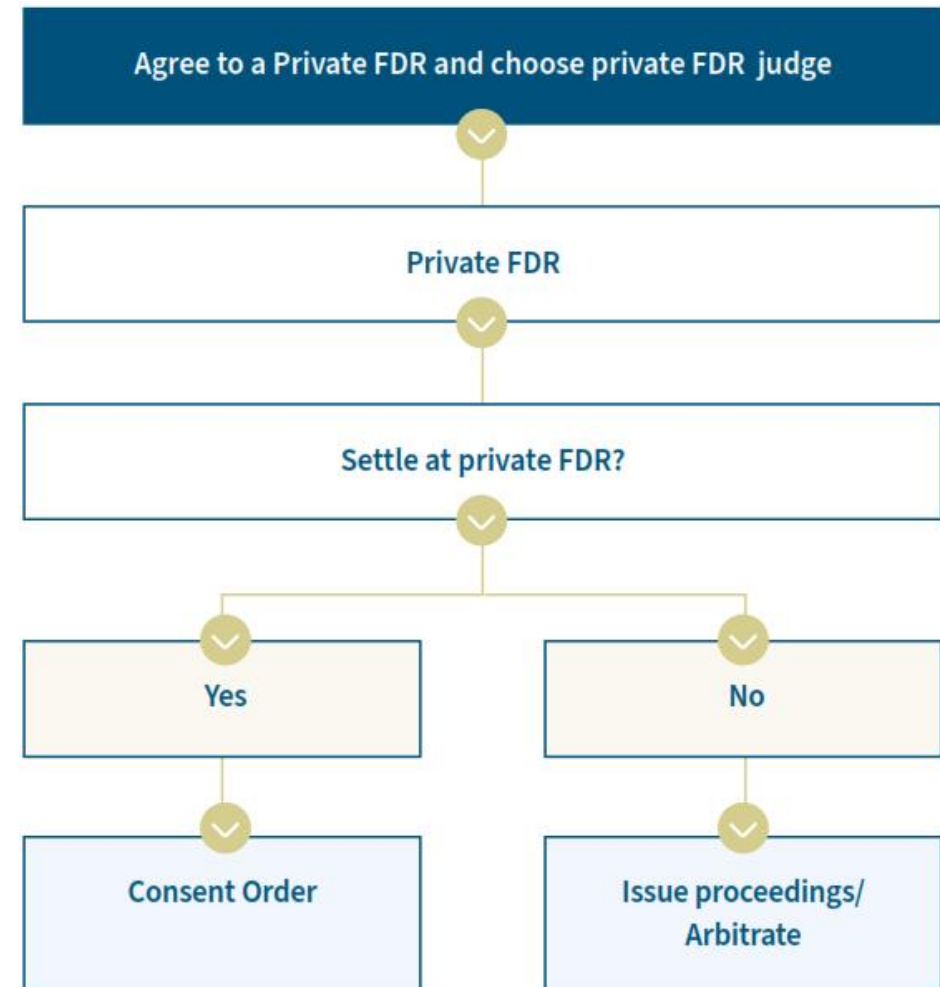 Agree to a Private FDR and choose private FDR judge
Private FDR
Settle at private FDR?
Yes
No
Consent Order
Issue proceedings/
Arbitrate